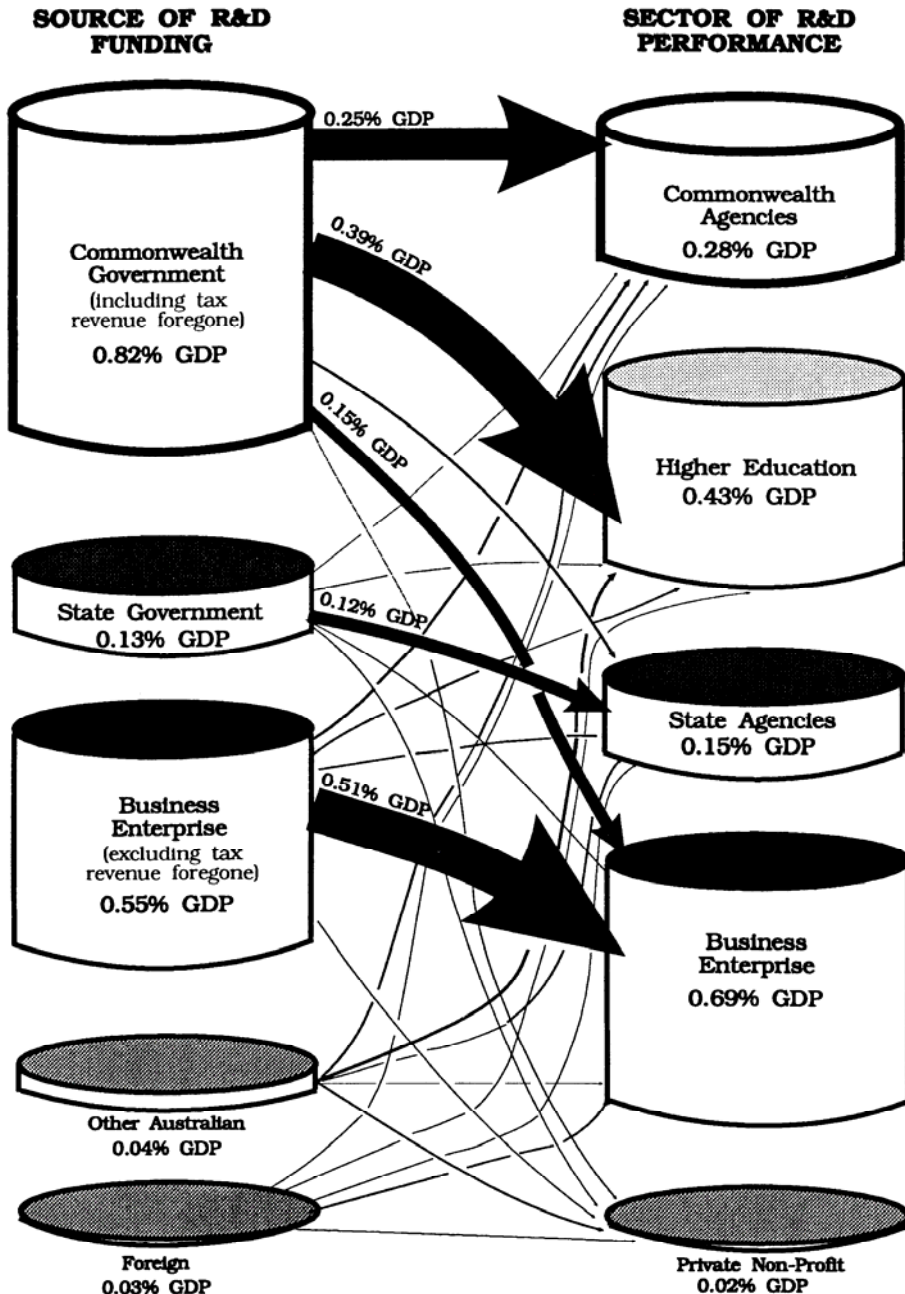 SOURCE OF R&D
FUNDING
SECTOR OF R&D
PERFORMANCE
0.25% GDP
Commonwealth
Agencies
0.28% GDP
0.39% GDP
Commonwealth
Government
(including tax
revenue foregone)
0.82% GDP
0.15% GDP
Higher Education
0.43% GDP
State Government
0.13% GDP
0.12% GDP
State Agencies
0.15% GDP
0.51% GDP
Business
Enterprise
(excluding tax
revenue foregone)
0.55% GDP
Business
Enterprise
0.69% GDP
Other Australian
0.04% GDP
Foreign
0.03% GDP
Private Non-Profit
0.02% GDP